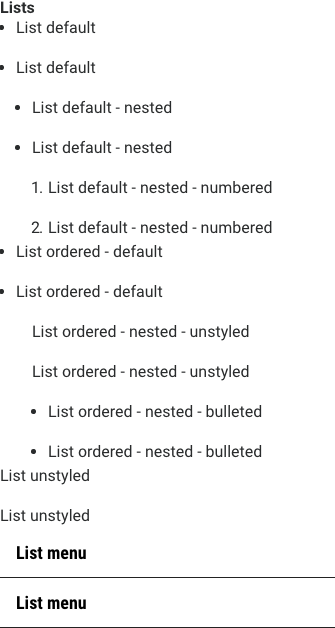 Lists
• List default
• List default
• List default - nested
• List default - nested
1. List default - nested - numbered
2. List default - nested - numbered
• List ordered - default
• List ordered - default
List ordered - nested - unstyled
List ordered - nested - unstyled
• List ordered - nested - bulleted
• List ordered - nested - bulleted
List unstyled
List unstyled
List menu
List menu